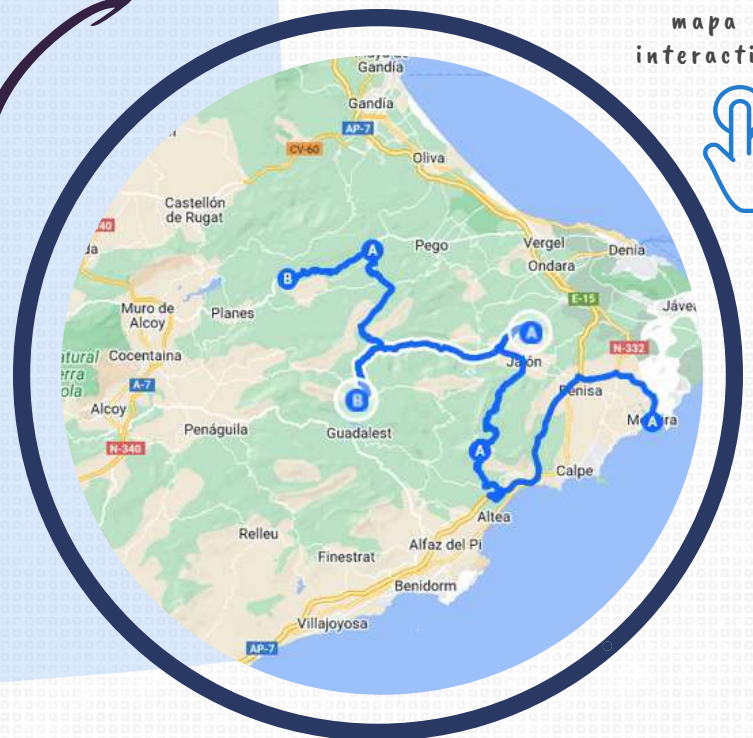 mapa
interacti
Gandía
Gandía
AP-7
CV-60
Oliva
Castellón
de Rugat
40
Pego
Vergel
Denia
Ondara
B
A
E-15
Jávea
Muro de
Alcoy
Planes
A
N-332
Cocentaina
Jalón
A-7
Benisa
B
Alcoy
Penáguila
Guadalest
A
N-340
A
Calpe
Altea
Relleu
Alfaz del Pi
Finestrat
Benidorm
Villajoyosa
AP-7